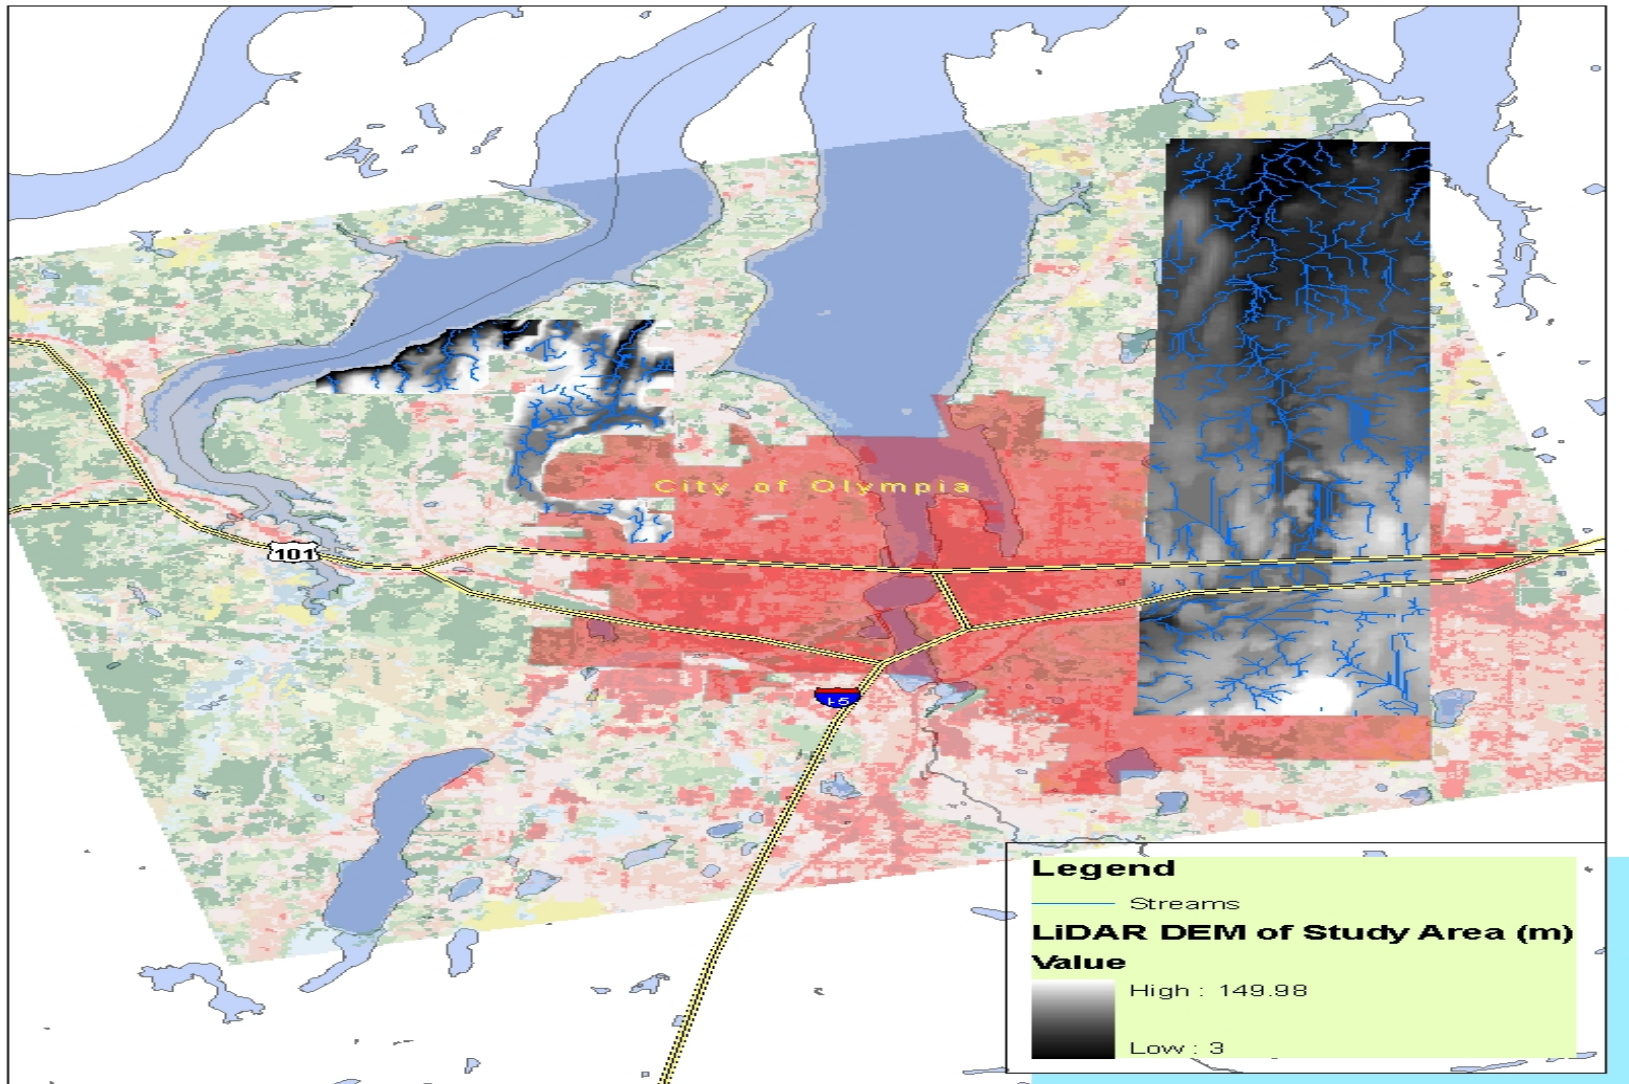 City of Olympia
101
I-5
Legend
Streams
LiDAR DEM of Study Area (m)
Value
High : 149.98
Low : 3